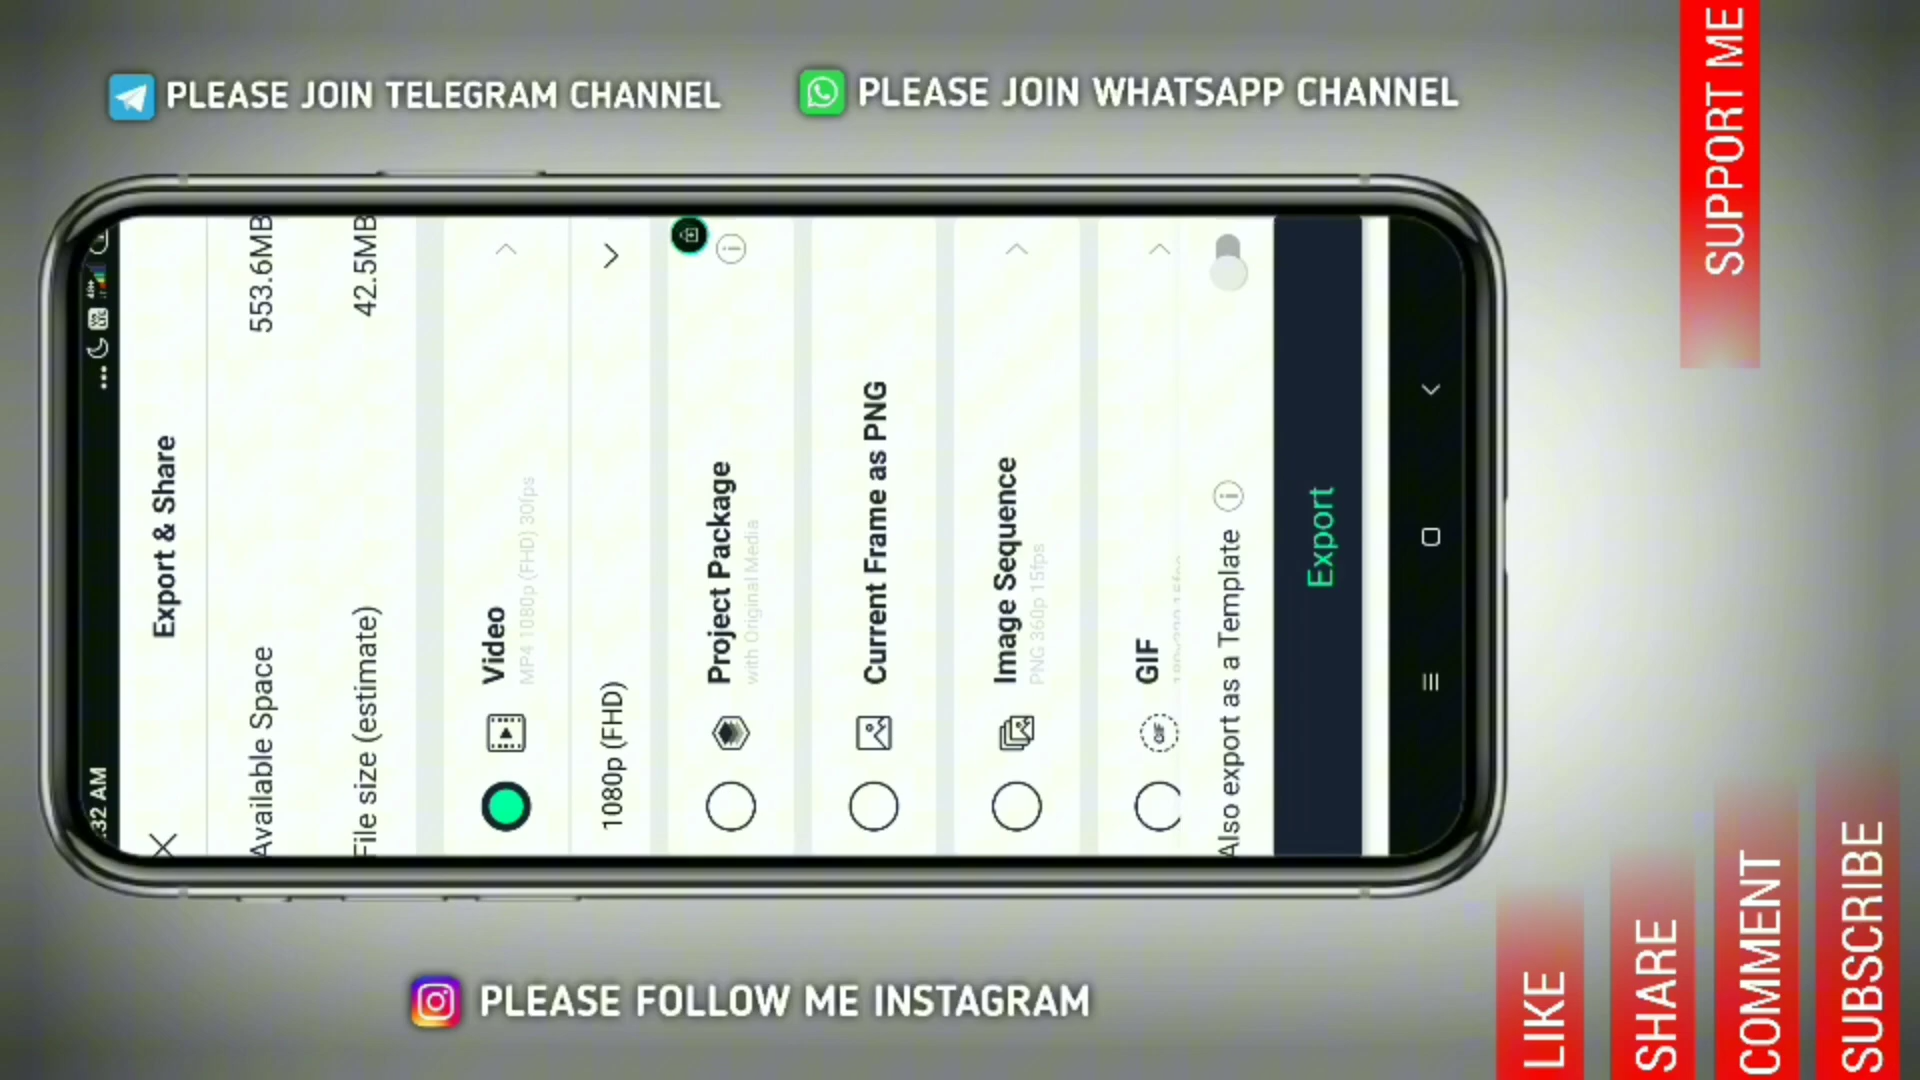 PLEASE JOIN TELEGRAM CHANNEL
PLEASE JOIN WHATSAPP CHANNEL
SUPPORT ME
:32 AM
Export & Share
Available Space
553.6MB
File size (estimate)
42.5MB
Video
MP4 1080p (FHD) 30fps
1080p (FHD)
Project Package
with Original Media
Current Frame as PNG
Image Sequence
PNG 360p 15fps
GIF
Also export as a Template
Export
PLEASE FOLLOW ME INSTAGRAM
LIKE
SHARE
COMMENT
SUBSCRIBE